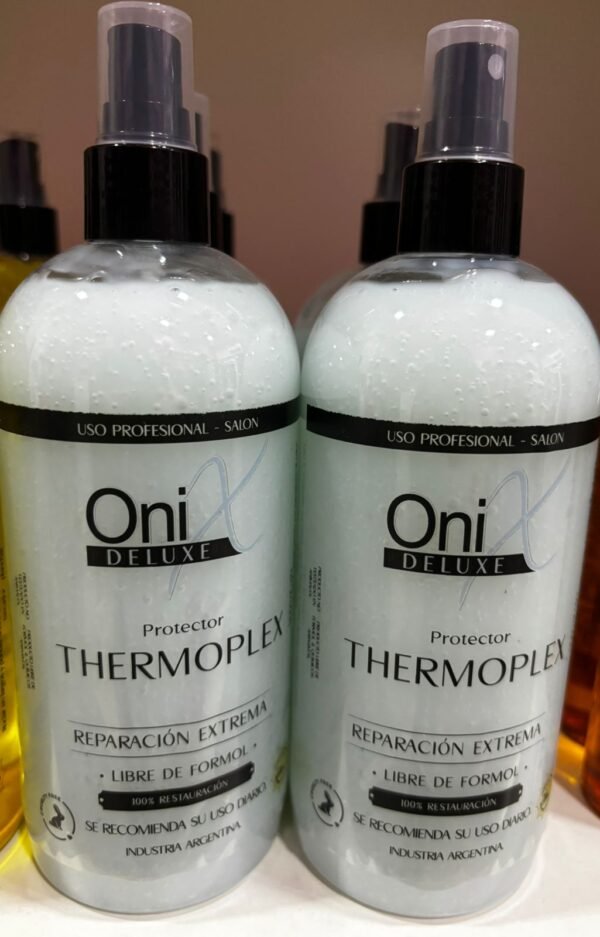 USO PROFESIONAL - SALON
OniX
DELUXE
Protector
THERMOPLEX
REPARACIÓN EXTREMA
• LIBRE DE FORMOL •
100% RESTAURACIÓN
SE RECOMIENDA SU USO DIARIO
INDUSTRIA ARGENTINA
USO PROFESIONAL - SALON
OniX
DELUXE
Protector
THERMOPLEX
REPARACIÓN EXTREMA
• LIBRE DE FORMOL •
100% RESTAURACIÓN
SE RECOMIENDA SU USO DIARIO
INDUSTRIA ARGENTINA